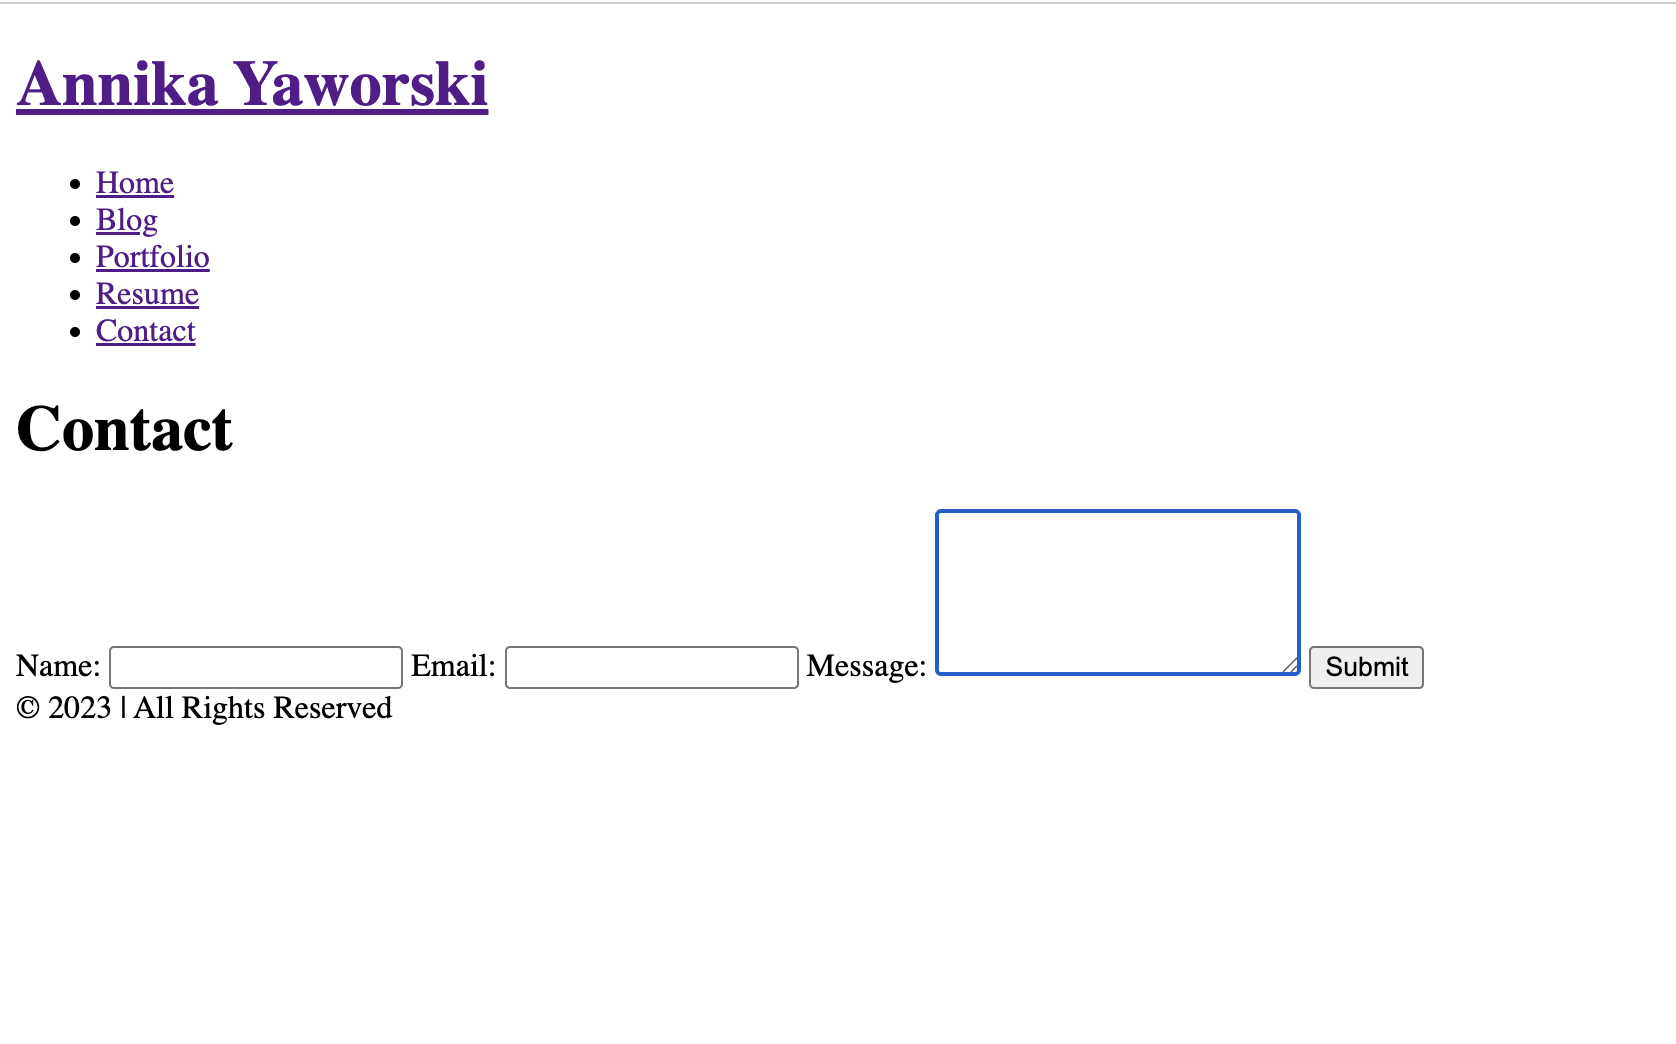 Annika Yaworski
Home
Blog
Portfolio
Resume
Contact
Contact
Name: Email: Message: Submit
© 2023 | All Rights Reserved